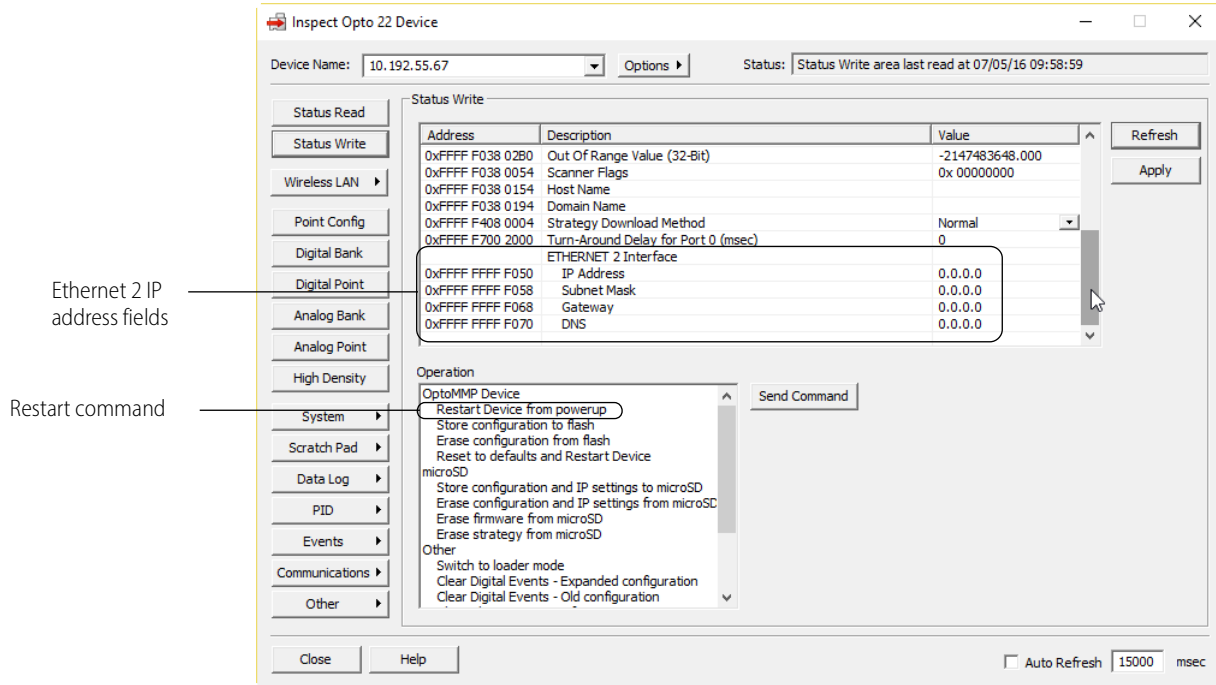 Inspect Opto 22 Device
Device Name: 10.192.55.67 Options Status: Status Write area last read at 07/05/16 09:58:59
Status Read
Status Write
Wireless LAN
Point Config
Digital Bank
Digital Point
Analog Bank
Analog Point
High Density
System
Scratch Pad
Data Log
PID
Events
Communications
Other
Status Write
Address Description Value
0xFFFF F038 02B0 Out Of Range Value (32-Bit) -2147483648.000
0xFFFF F038 0054 Scanner Flags 0x 00000000
0xFFFF F038 0154 Host Name
0xFFFF F038 0194 Domain Name
0xFFFF F408 0004 Strategy Download Method Normal
0xFFFF F700 2000 Turn-Around Delay for Port 0 (msec) 0
ETHERNET 2 Interface
0xFFFF FFFF F050 IP Address 0.0.0.0
0xFFFF FFFF F058 Subnet Mask 0.0.0.0
0xFFFF FFFF F068 Gateway 0.0.0.0
0xFFFF FFFF F070 DNS 0.0.0.0
Refresh
Apply
Ethernet 2 IP
address fields
Restart command
Operation
OptoMMP Device
Restart Device from powerup
Store configuration to flash
Erase configuration from flash
Reset to defaults and Restart Device
microSD
Store configuration and IP settings to microSD
Erase configuration and IP settings from microSD
Erase firmware from microSD
Erase strategy from microSD
Other
Switch to loader mode
Clear Digital Events - Expanded configuration
Clear Digital Events - Old configuration
Send Command
Close Help Auto Refresh 15000 msec